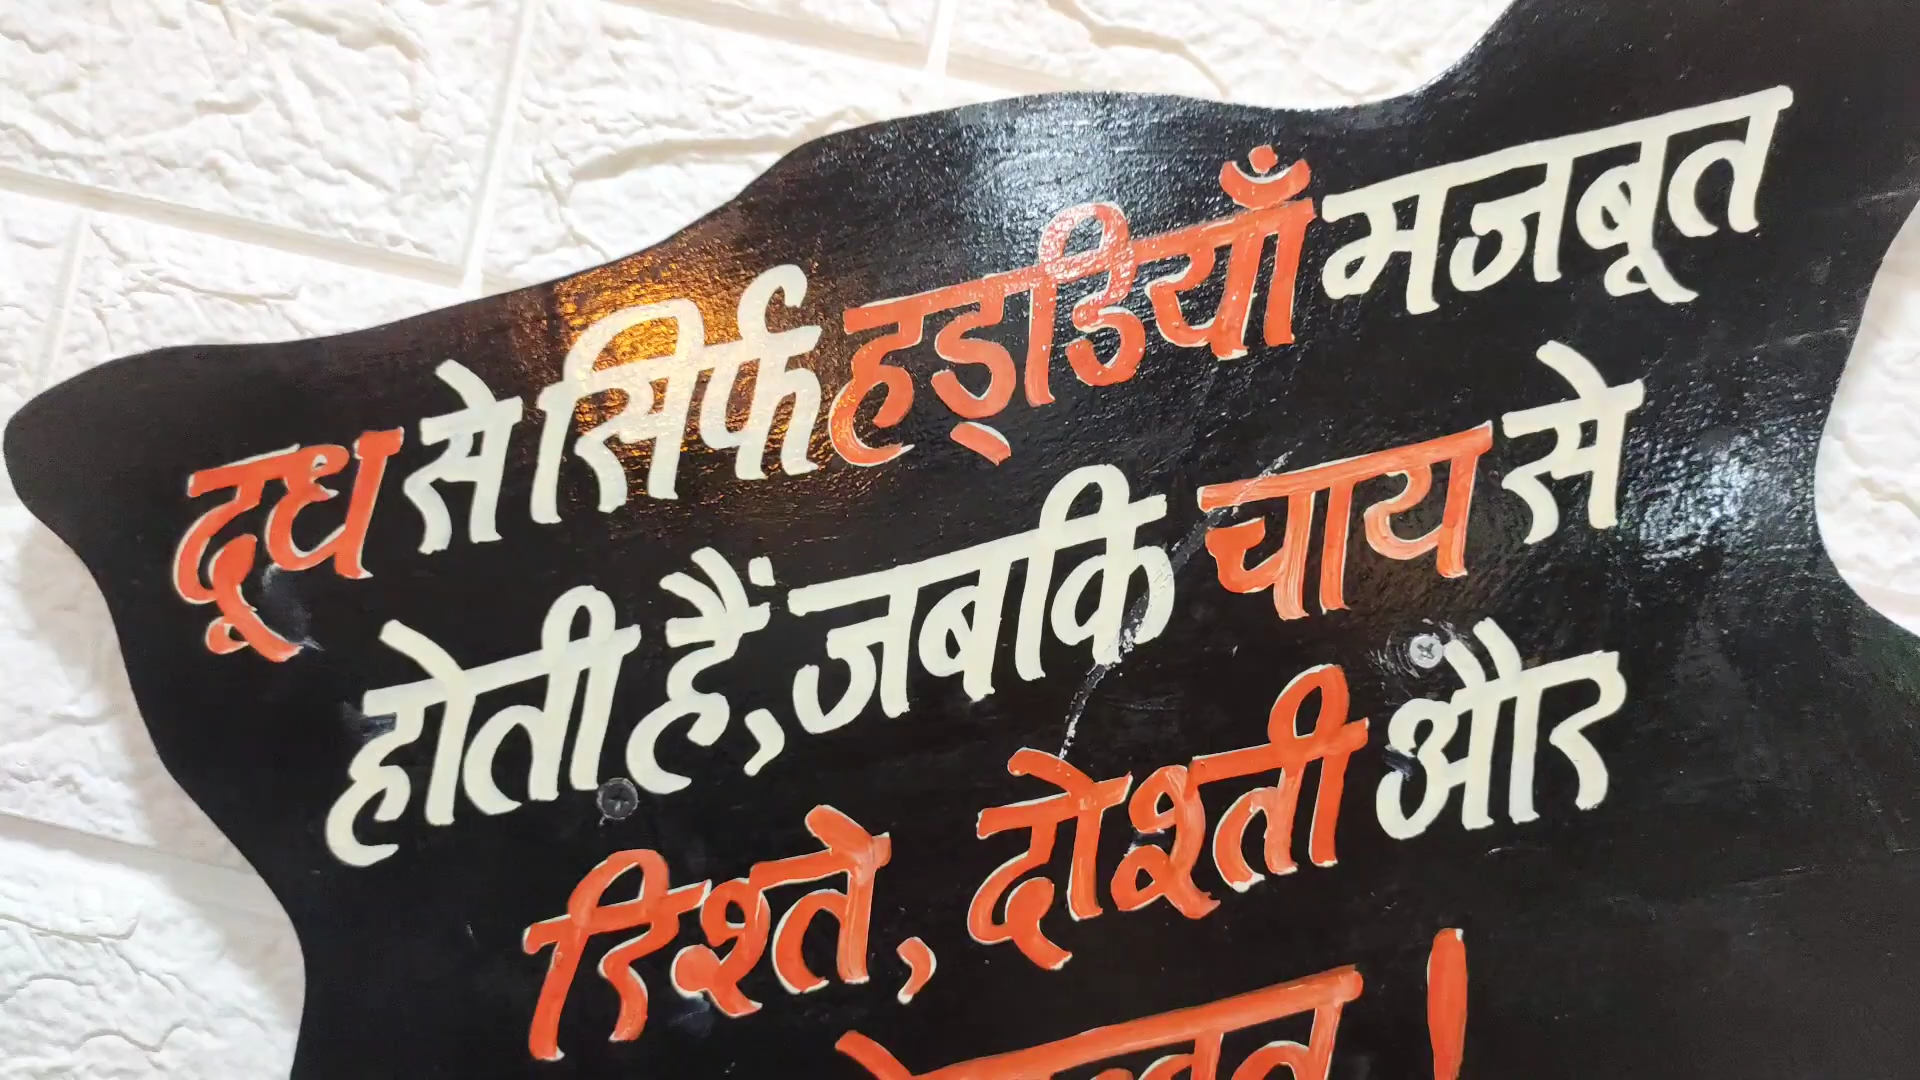 दूध से सिर्फ हड्डियाँ मजबूत
होती हैं, जबकि चाय से
रिश्ते, दोश्ती और